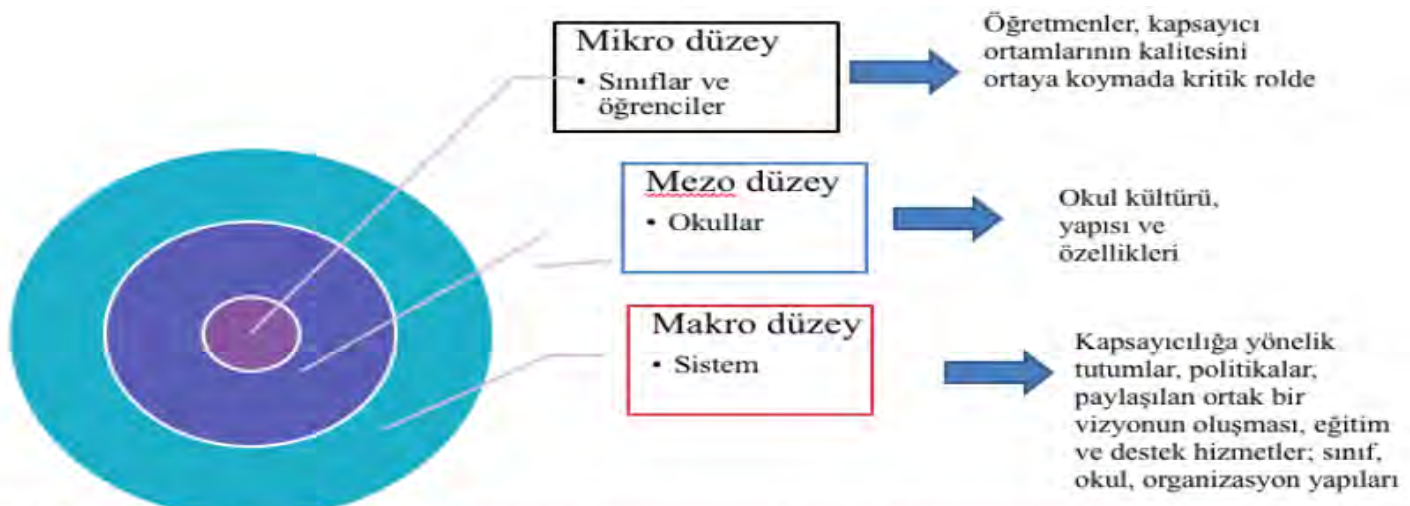 Mikro düzey
• Sınıflar ve
öğrenciler
Öğretmenler, kapsayıcı
ortamlarının kalitesini
ortaya koymada kritik rolde
Mezo düzey
• Okullar
Okul kültürü,
yapısı ve
özellikleri
Makro düzey
• Sistem
Kapsayıcılığa yönelik
tutumlar, politikalar,
paylaşılan ortak bir
vizyonun oluşması, eğitim
ve destek hizmetler; sınıf,
okul, organizasyon yapıları